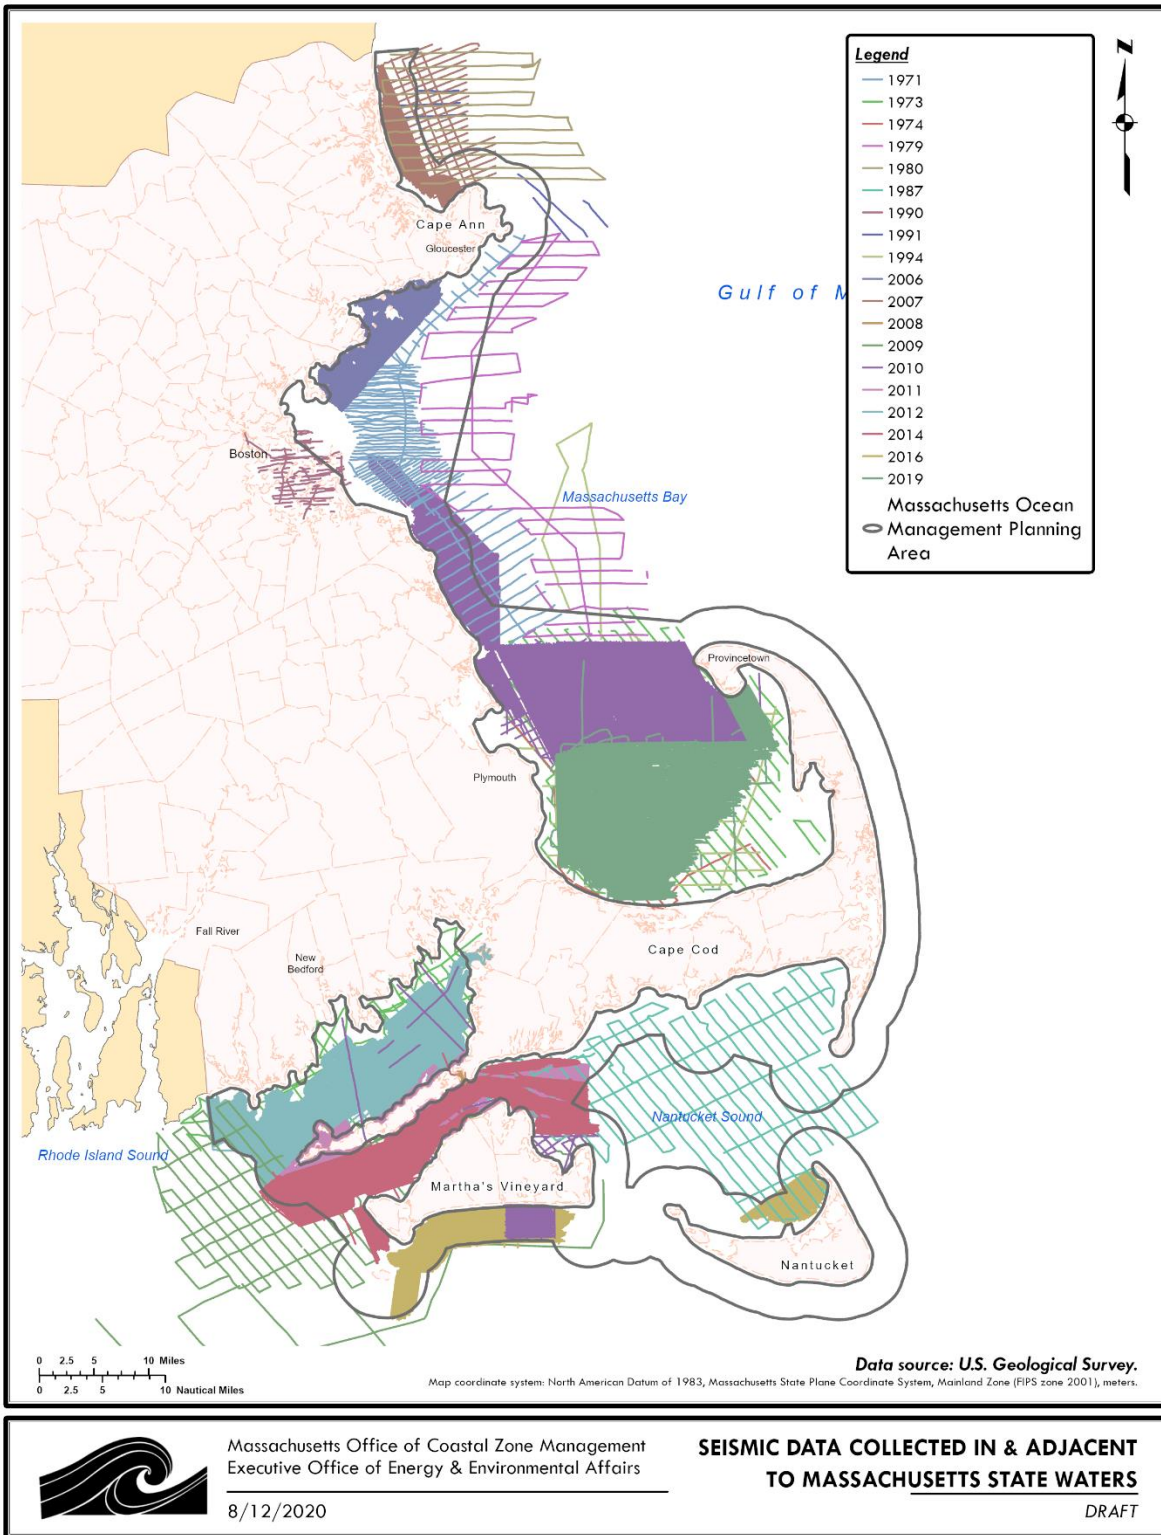 Legend
1971
1973
1974
1979
1980
1987
1990
1991
1994
2006
2007
2008
2009
2010
2011
2012
2014
2016
2019
Massachusetts Ocean
Management Planning
Area
N
Cape Ann
Gloucester
Gulf of M
Boston
Massachusetts Bay
Provincetown
Plymouth
Fall River
New
Bedford
Cape Cod
Nantucket Sound
Rhode Island Sound
Martha's Vineyard
Nantucket
0 2.5 5 10 Miles
0 2.5 5 10 Nautical Miles
Data source: U.S. Geological Survey.
Map coordinate system: North American Datum of 1983, Massachusetts State Plane Coordinate System, Mainland Zone (FIPS zone 2001), meters.
Massachusetts Office of Coastal Zone Management
Executive Office of Energy & Environmental Affairs
8/12/2020
SEISMIC DATA COLLECTED IN & ADJACENT
TO MASSACHUSETTS STATE WATERS
DRAFT